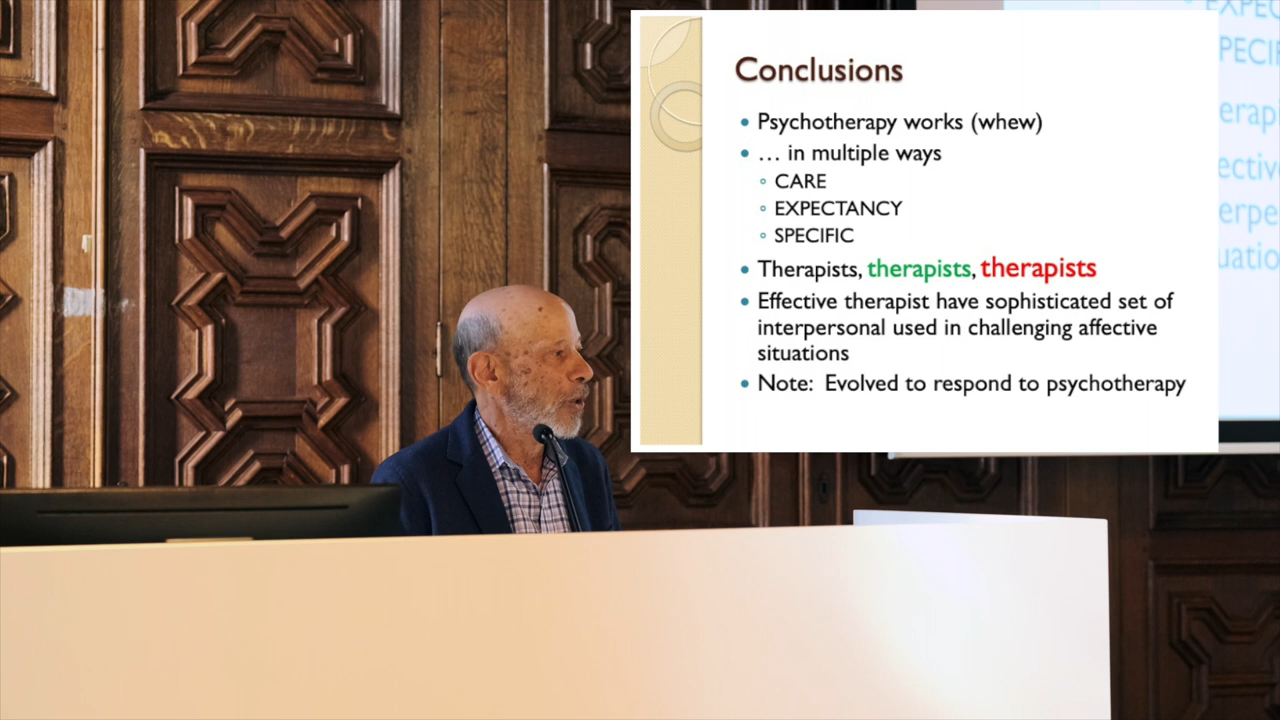 Conclusions
• Psychotherapy works (whew)
• … in multiple ways
◦ CARE
◦ EXPECTANCY
◦ SPECIFIC
• Therapists, therapists, therapists
• Effective therapist have sophisticated set of
interpersonal used in challenging affective
situations
• Note: Evolved to respond to psychotherapy